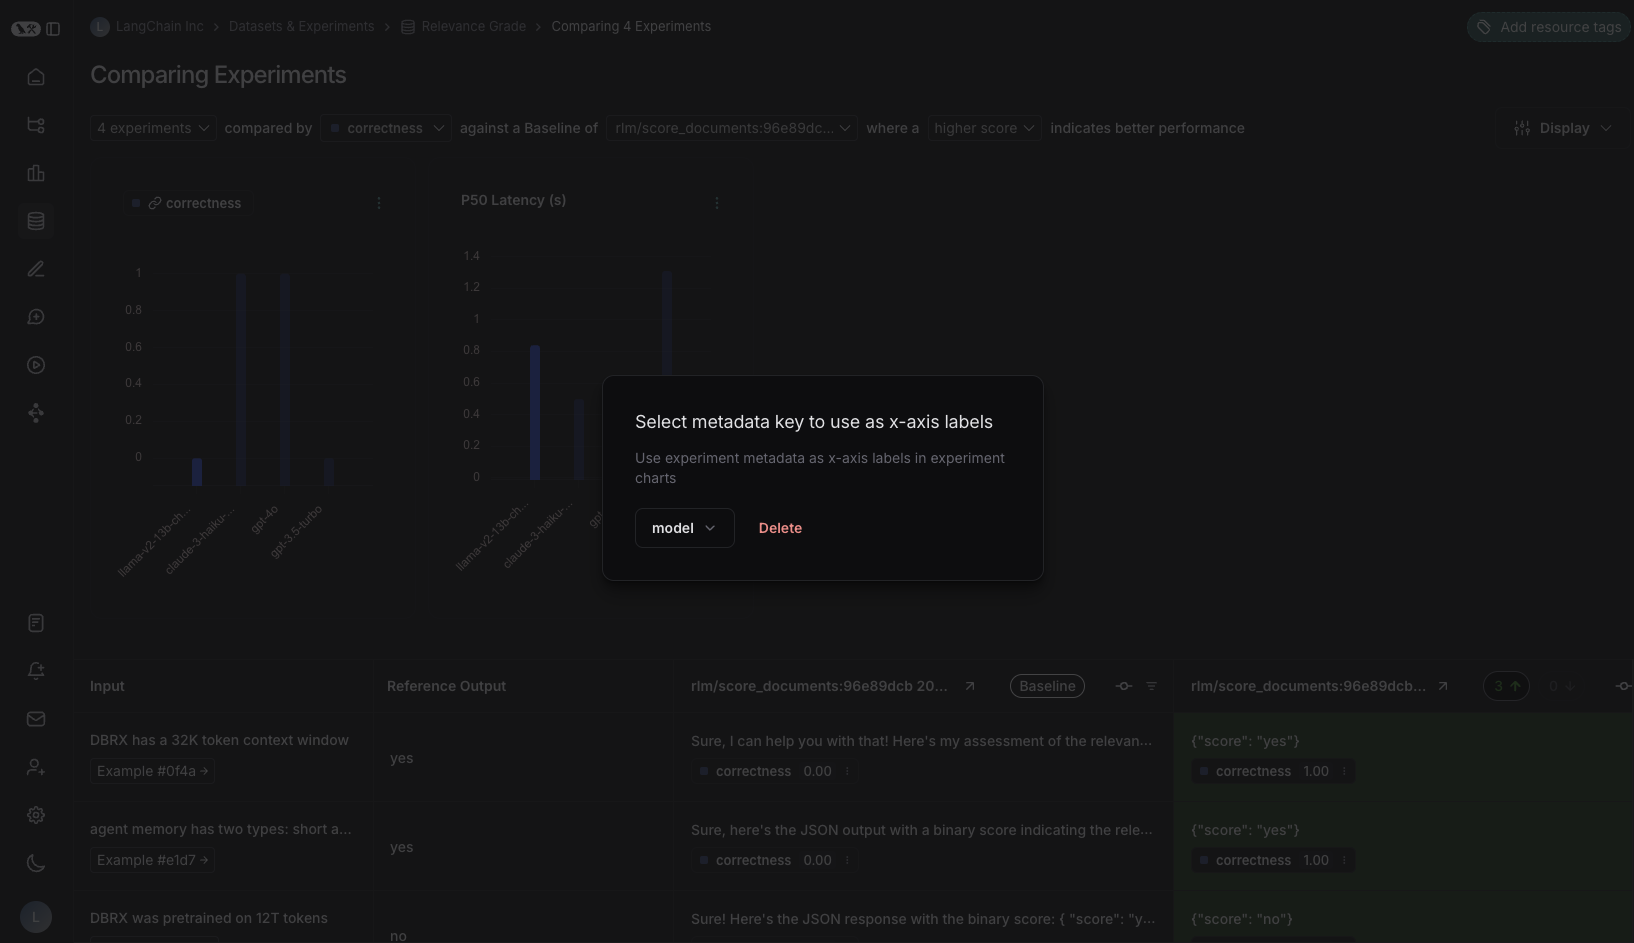 L LangChain Inc > Datasets & Experiments > Relevance Grade > Comparing 4 Experiments
Add resource tags
Comparing Experiments
4 experiments compared by correctness against a Baseline of rlm/score_documents:96e89dc... where a higher score indicates better performance
Display
correctness
1
0.8
0.6
0.4
0.2
0
llama-v2-13b-ch...
claude-3-haiku-...
gpt-4o
gpt-3.5-turbo
P50 Latency (s)
1.4
1.2
1
0.8
0.6
0.4
0.2
0
llama-v2-13b-ch...
claude-3-haiku-...
gpt
Select metadata key to use as x-axis labels
Use experiment metadata as x-axis labels in experiment
charts
model
Delete
Input Reference Output rlm/score_documents:96e89dcb 20... Baseline rlm/score_documents:96e89dcb... 3 0
DBRX has a 32K token context window
Example #0f4a
yes
Sure, I can help you with that! Here's my assessment of the relevan...
correctness 0.00
{"score": "yes"}
correctness 1.00
agent memory has two types: short a...
Example #e1d7
yes
Sure, here's the JSON output with a binary score indicating the rele...
correctness 0.00
{"score": "yes"}
correctness 1.00
DBRX was pretrained on 12T tokens
no
Sure! Here's the JSON response with the binary score: { "score": "y...
{"score": "no"}
L